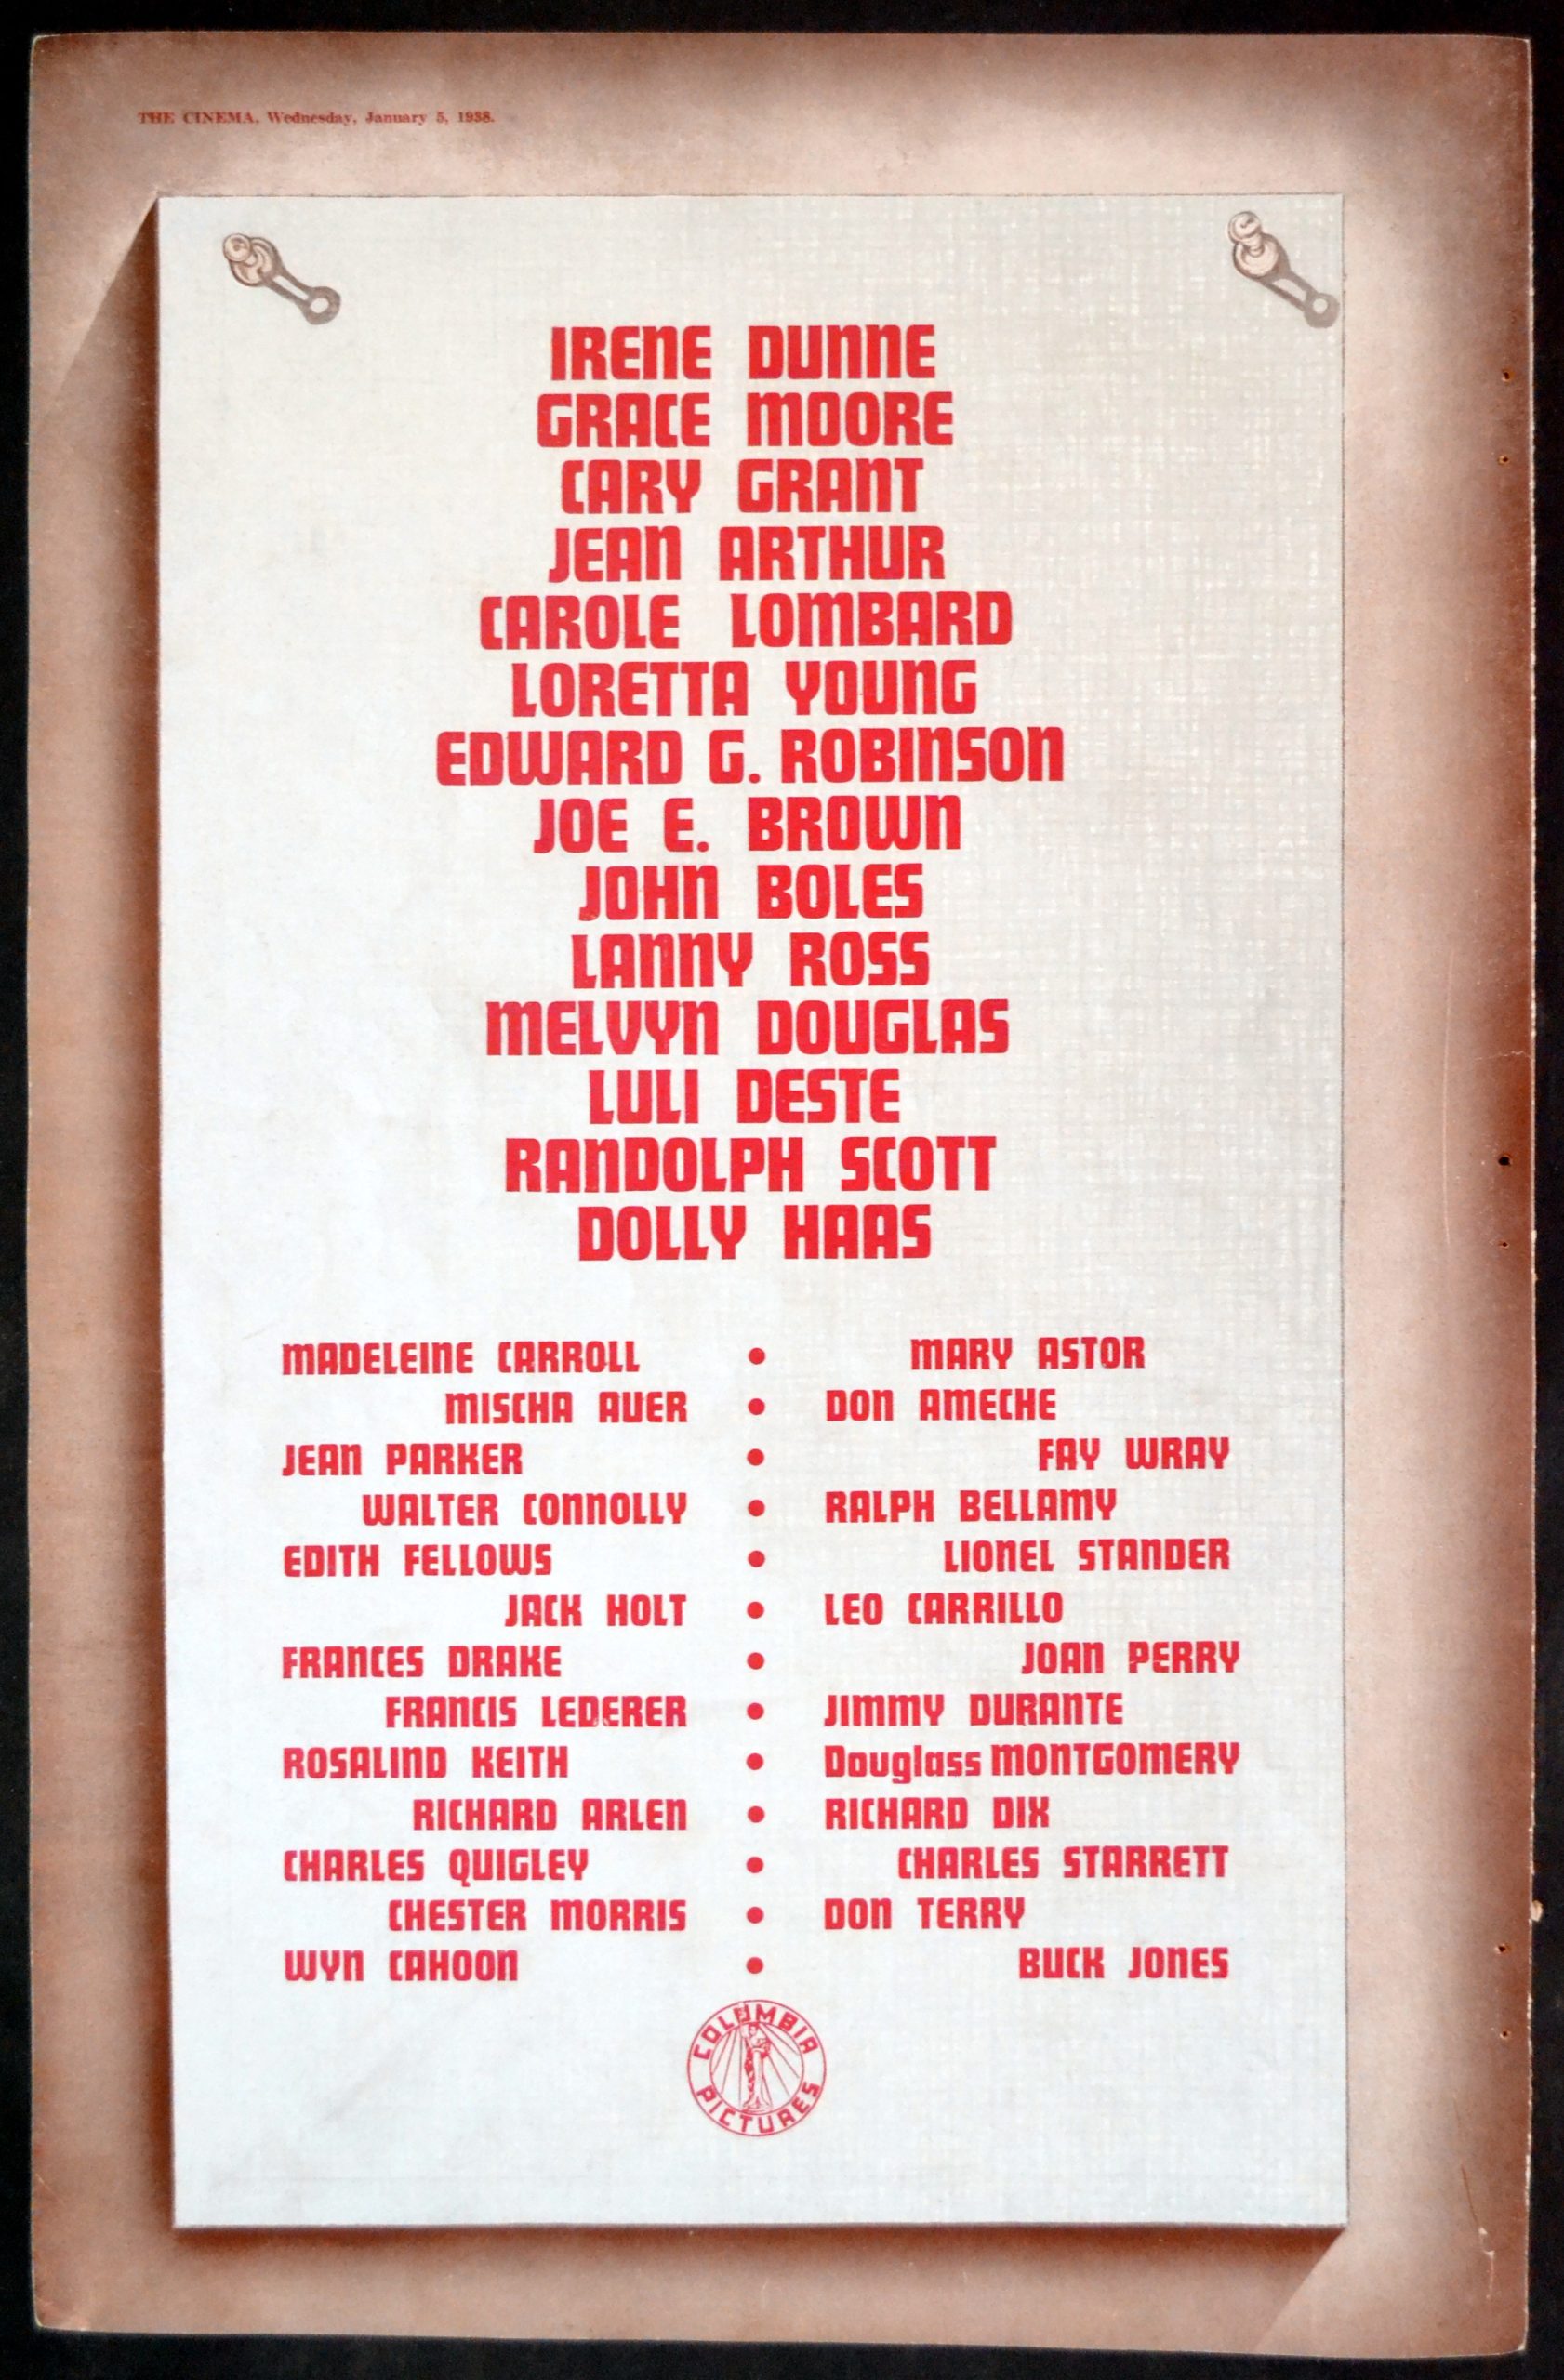 THE CINEMA, Wednesday, January 5, 1938.
IRENE DUNNE
GRACE MOORE
CARY GRANT
JEAN ARTHUR
CAROLE LOMBARD
LORETTA YOUNG
EDWARD G. ROBINSON
JOE E. BROWN
JOHN BOLES
LANNY ROSS
MELVYN DOUGLAS
LULI DESTE
RANDOLPH SCOTT
DOLLY HAAS
MADELEINE CARROLL • MARY ASTOR
MISCHA AUER • DON AMECHE
JEAN PARKER • FAY WRAY
WALTER CONNOLLY • RALPH BELLAMY
EDITH FELLOWS • LIONEL STANDER
JACK HOLT • LEO CARRILLO
FRANCES DRAKE • JOAN PERRY
FRANCIS LEDERER • JIMMY DURANTE
ROSALIND KEITH • Douglass MONTGOMERY
RICHARD ARLEN • RICHARD DIX
CHARLES QUIGLEY • CHARLES STARRETT
CHESTER MORRIS • DON TERRY
WYN CAHOON • BUCK JONES
COLUMBIA
PICTURES